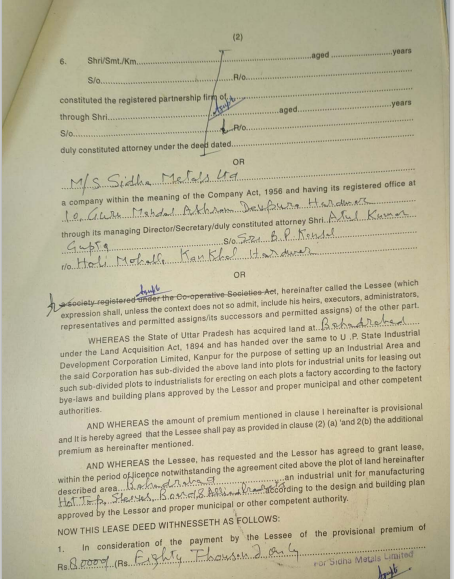 (2)
6. Shri/Smt./Km. aged years
S/o. R/o.
constituted the registered partnership firm of
through Shri. aged years
S/o. R/o.
duly constituted attorney under the deed dated
OR
M/S Sidha Metals Ltd
a company within the meaning of the Company Act, 1956 and having its registered office at
10, Guru Mandal Ashram Devpura Hardwar
through its managing Director/Secretary/duly constituted attorney Shri. Atul Kumar
Gupta S/o B.P.
r/o. Holi Mohalla, Kankhal Hardwar
OR
a society registered under the Co-operative Societies Act, hereinafter called the Lessee (which
expression shall, unless the context does not so admit, include his heirs, executors, administrators,
representatives and permitted assigns/its successors and permitted assigns) of the other part.
WHEREAS the State of Uttar Pradesh has acquired land at Bahadrabad
under the Land Acquisition Act, 1894 and has handed over the same to U .P. State Industrial
Development Corporation Limited, Kanpur for the purpose of setting up an Industrial Area and
the said Corporation has sub-divided the above land into plots for industrial units for leasing out
such sub-divided plots to industrialists for erecting on each plots a factory according to the factory
bye-laws and building plans approved by the Lessor and proper municipal and other competent
authorities.
AND WHEREAS the amount of premium mentioned in clause I hereinafter is provisional
and It is hereby agreed that the Lessee shall pay as provided in clause 2 (a) 'and 2(b) the additional
premium as hereinafter mentioned.
AND WHEREAS the Lessee, has requested and the Lessor has agreed to grant lease,
within the period of licence notwithstanding the agreement cited above the plot of land hereinafter
described area Bahadrabad an industrial unit for manufacturing
Hot Top, Sleeves, Board & according to the design and building plan
approved by the Lessor and proper municipal or other competent authority.
NOW THIS LEASE DEED WITHNESSETH AS FOLLOWS:
1. In consideration of the payment by the Lessee of the provisional premium of
Rs. 80000/ (Rs. Eighty Thousand only
For Sidha Metals Limited